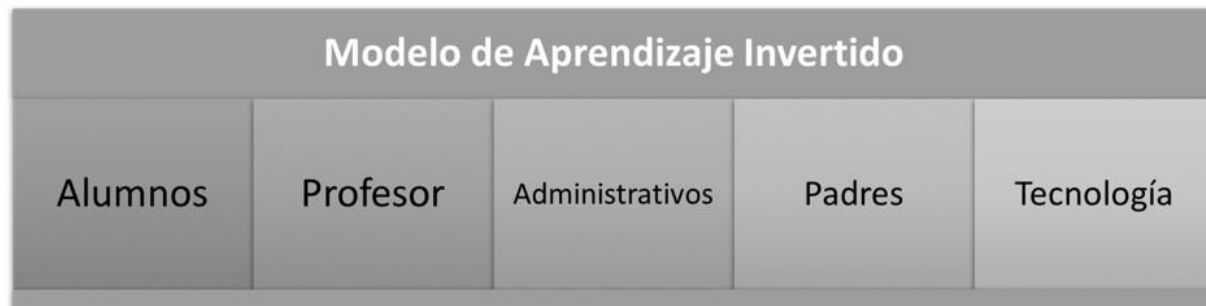 Modelo de Aprendizaje Invertido
Alumnos
Profesor
Administrativos
Padres
Tecnología